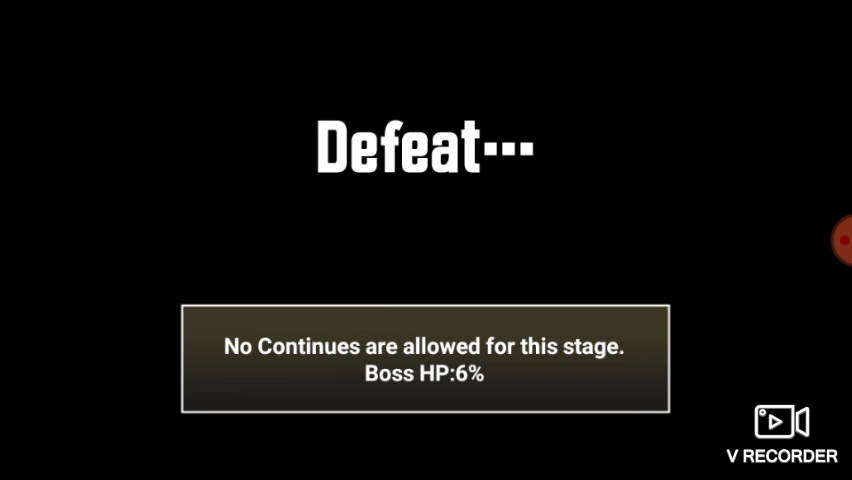 Defeat···
No Continues are allowed for this stage.
Boss HP:6%
V RECORDER